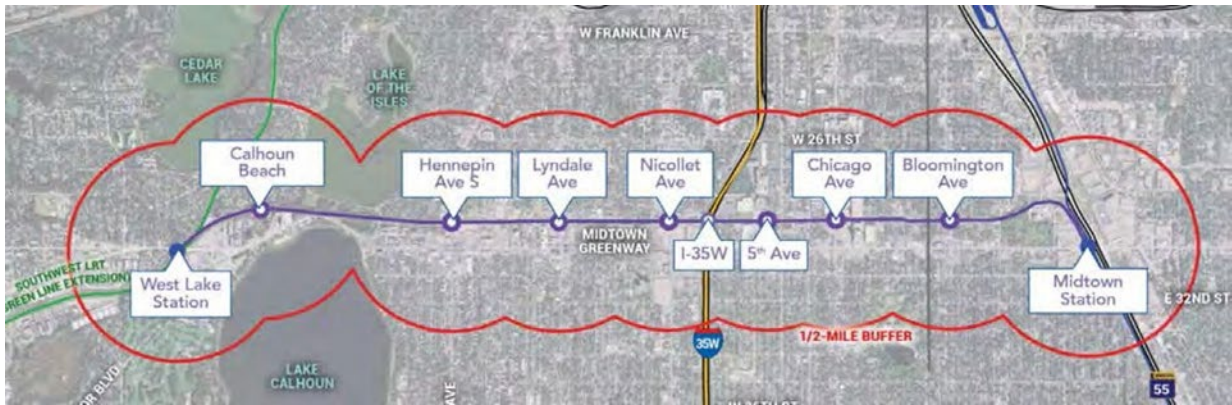 W FRANKLIN AVE
CEDAR
LAKE
LAKE
OF THE
ISLES
W 26TH ST
Calhoun
Beach
Hennepin
Ave S
Lyndale
Ave
Nicollet
Ave
Chicago
Ave
Bloomington
Ave
MIDTOWN
GREENWAY
I-35W
5th Ave
SOUTHWEST LRT
(GREEN LINE EXTENSION)
West Lake
Station
Midtown
Station
E 32ND ST
1/2-MILE BUFFER
35W
LAKE
CALHOUN
AVE
55